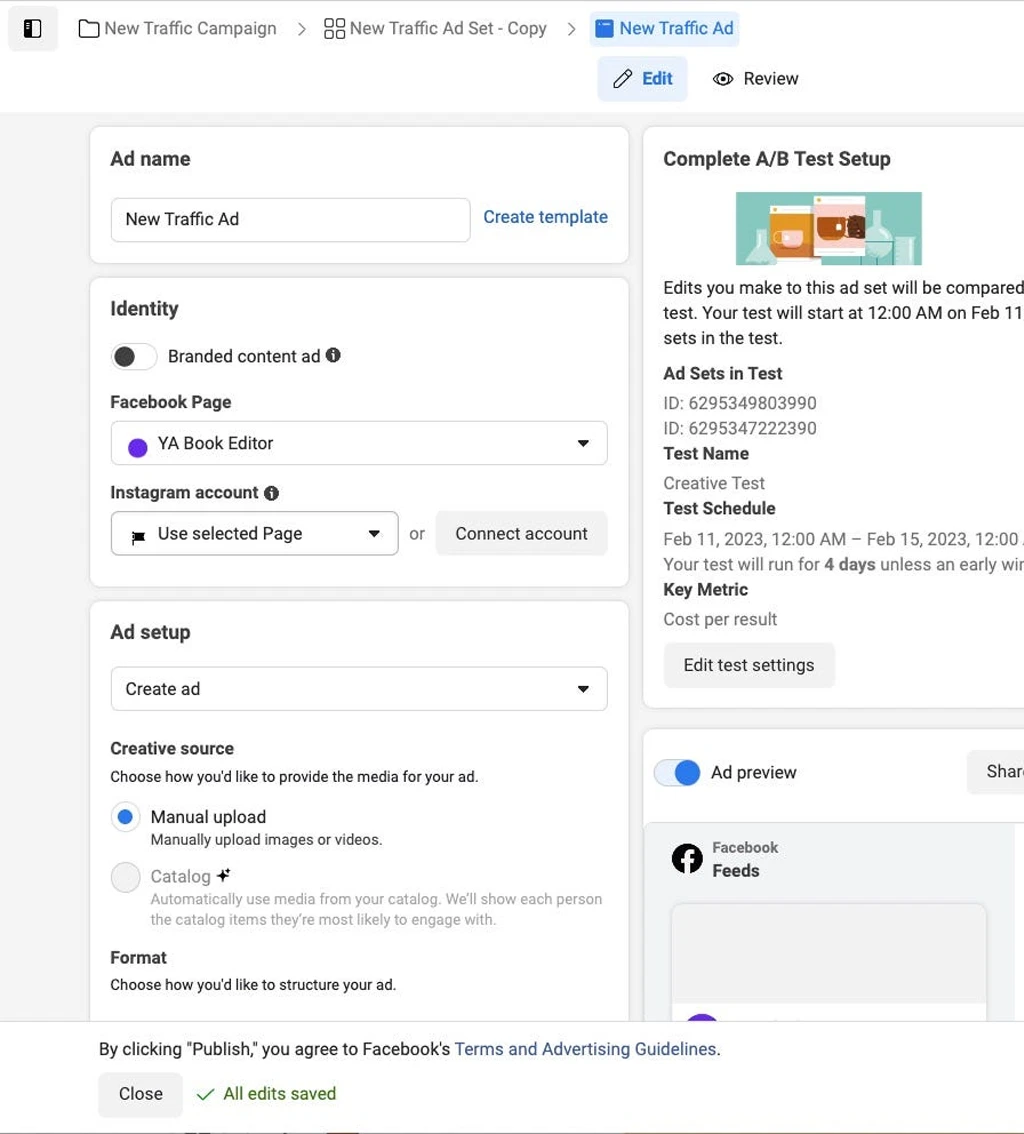 New Traffic Campaign
New Traffic Ad Set - Copy
New Traffic Ad
Edit
Review
Ad name
New Traffic Ad
Create template
Identity
Branded content ad
Facebook Page
YA Book Editor
Instagram account
Use selected Page
or
Connect account
Ad setup
Create ad
Creative source
Choose how you'd like to provide the media for your ad.
Manual upload
Manually upload images or videos.
Catalog
Automatically use media from your catalog. We'll show each person
the catalog items they're most likely to engage with.
Format
Choose how you'd like to structure your ad.
Complete A/B Test Setup
Edits you make to this ad set will be compared
test. Your test will start at 12:00 AM on Feb 11
sets in the test.
Ad Sets in Test
ID: 6295349803990
ID: 6295347222390
Test Name
Creative Test
Test Schedule
Feb 11, 2023, 12:00 AM – Feb 15, 2023, 12:00
Your test will run for 4 days unless an early
Key Metric
Cost per result
Edit test settings
Ad preview
Facebook
Feeds
By clicking "Publish," you agree to Facebook's Terms and Advertising Guidelines.
Close
All edits saved